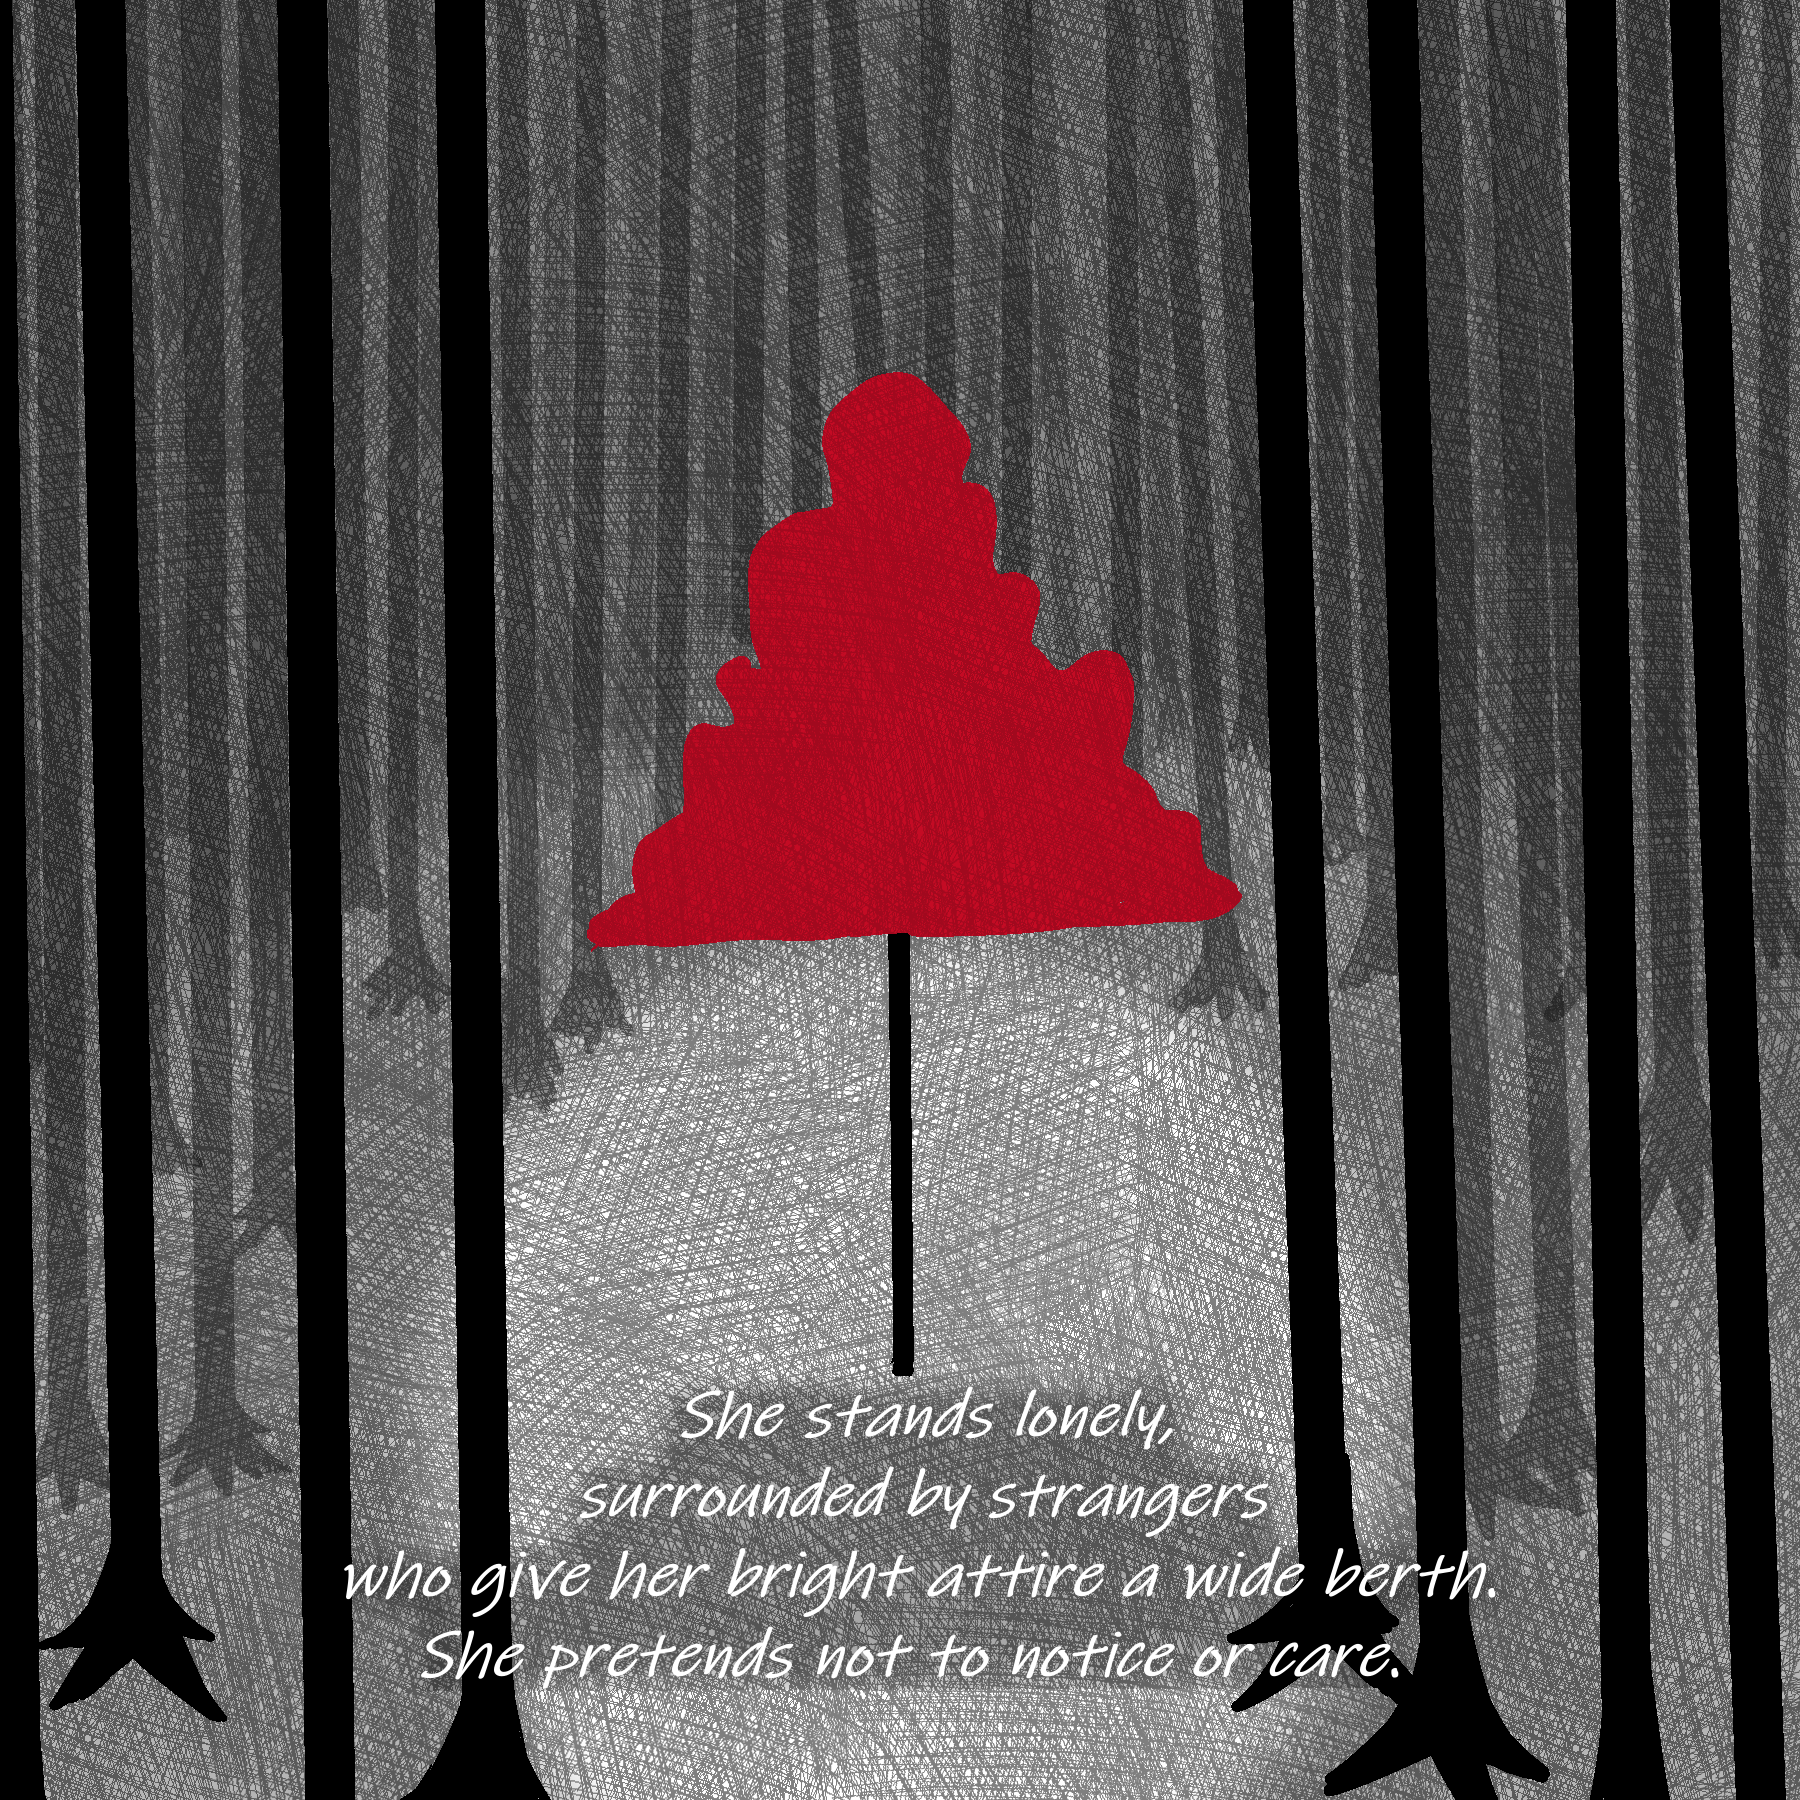 She stands lonely,
surrounded by strangers
who give her bright attire a wide berth.
She pretends not to notice or care.